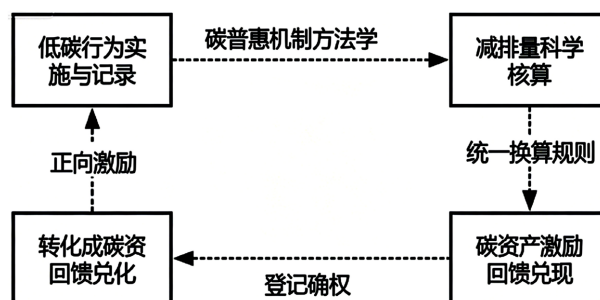 低碳行为实
施与记录
碳普惠机制方法学
减排量科学
核算
正向激励
统一换算规则
转化成碳资
回馈兑化
登记确权
碳资产激励
回馈兑现